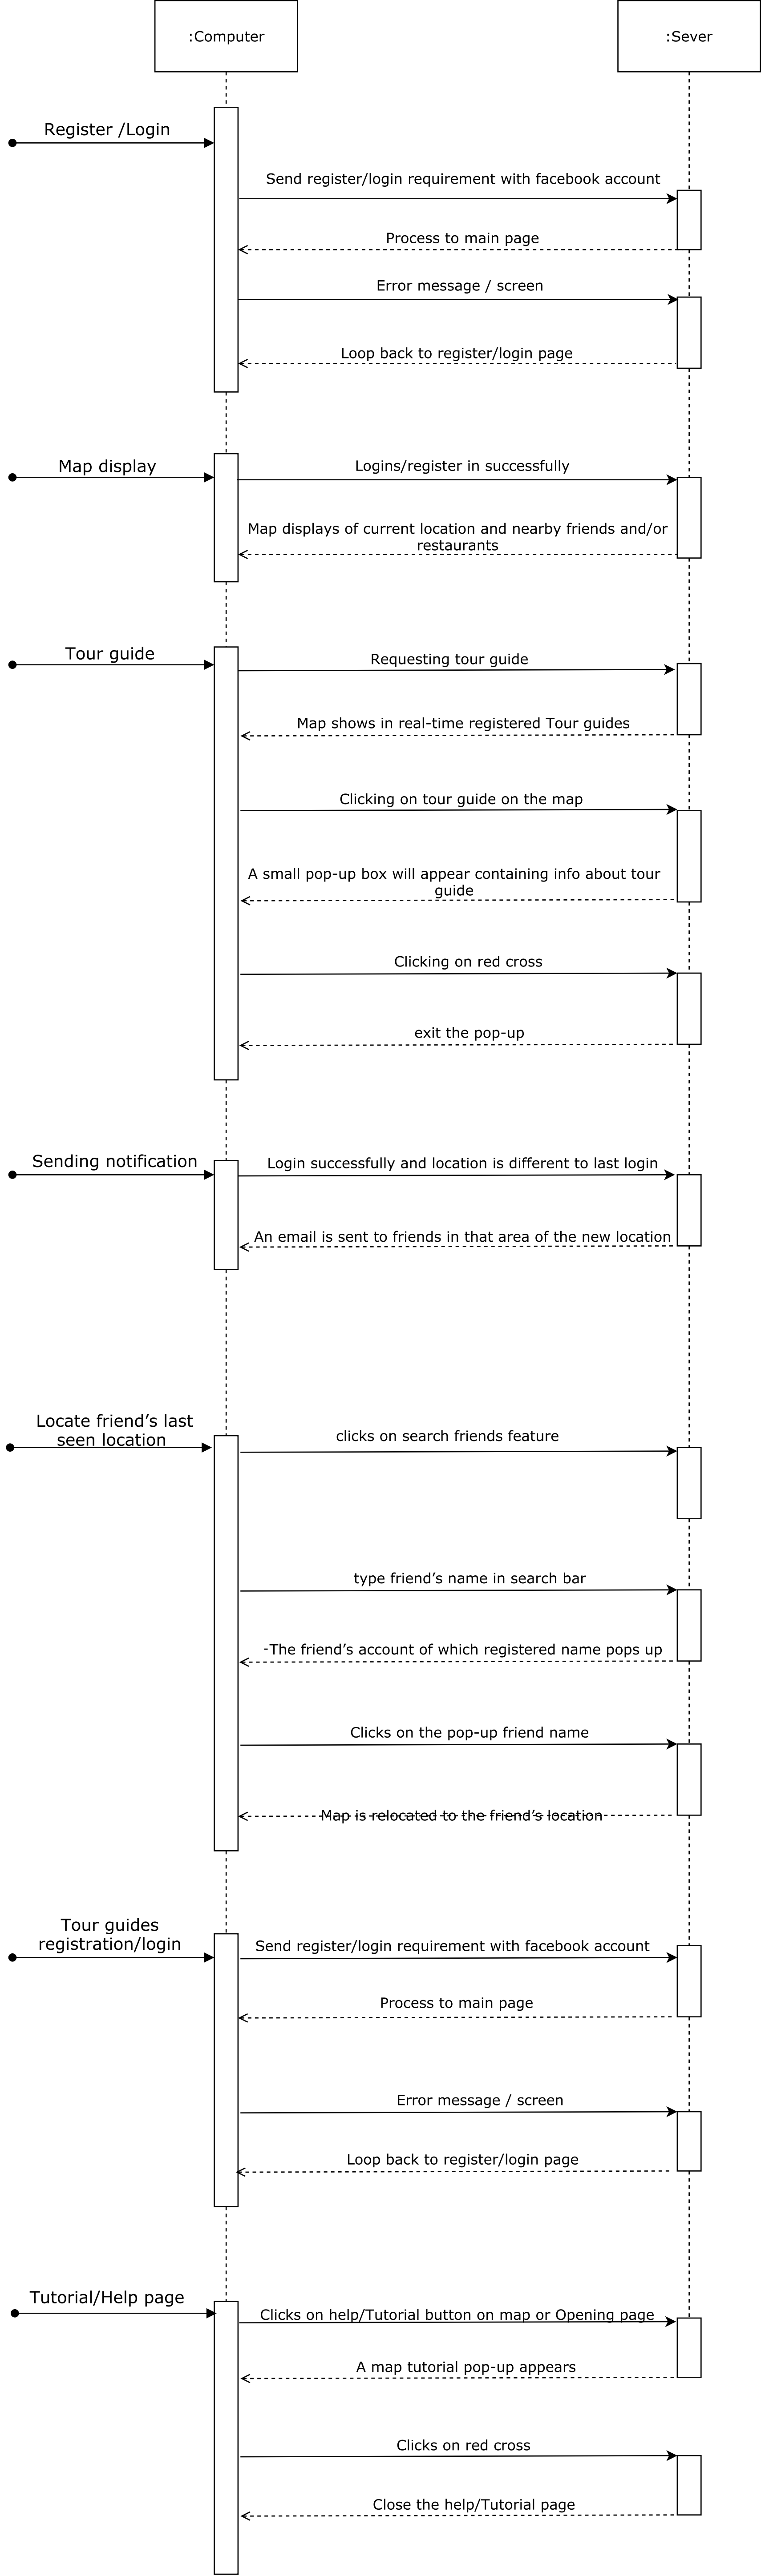 :Computer
:Sever
Register /Login
Send register/login requirement with facebook account
Process to main page
Error message / screen
Loop back to register/login page
Map display
Logins/register in successfully
Map displays of current location and nearby friends and/or
restaurants
Tour guide
Requesting tour guide
Map shows in real-time registered Tour guides
Clicking on tour guide on the map
A small pop-up box will appear containing info about tour
guide
Clicking on red cross
exit the pop-up
Sending notification
Login successfully and location is different to last login
An email is sent to friends in that area of the new location
Locate friend’s last
seen location
clicks on search friends feature
type friend’s name in search bar
-The friend’s account of which registered name pops up
Clicks on the pop-up friend name
Map is relocated to the friend’s location
Tour guides
registration/login
Send register/login requirement with facebook account
Process to main page
Error message / screen
Loop back to register/login page
Tutorial/Help page
Clicks on help/Tutorial button on map or Opening page
A map tutorial pop-up appears
Clicks on red cross
Close the help/Tutorial page